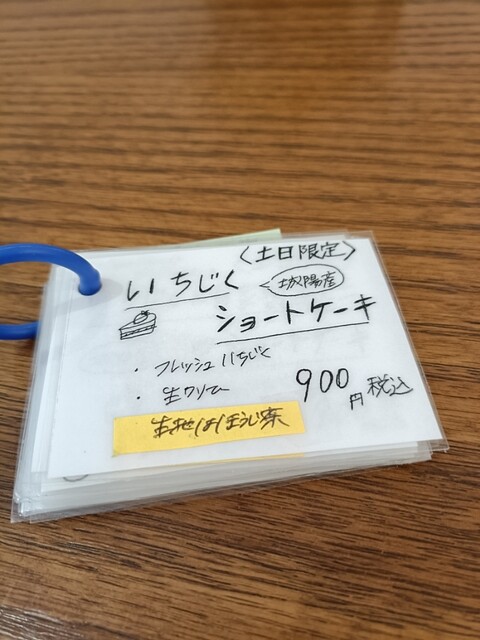 〈土日限定〉
いちじく
城陽産
ショートケーキ
・フレッシュいちじく
・生クリーム
900円税込
生地はほうじ茶